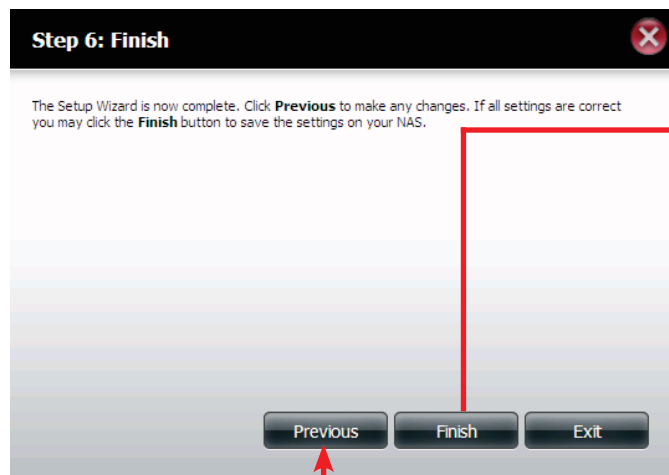 Step 6: Finish
The Setup Wizard is now complete. Click Previous to make any changes. If all settings are correct
you may click the Finish button to save the settings on your NAS.
Previous
Finish
Exit